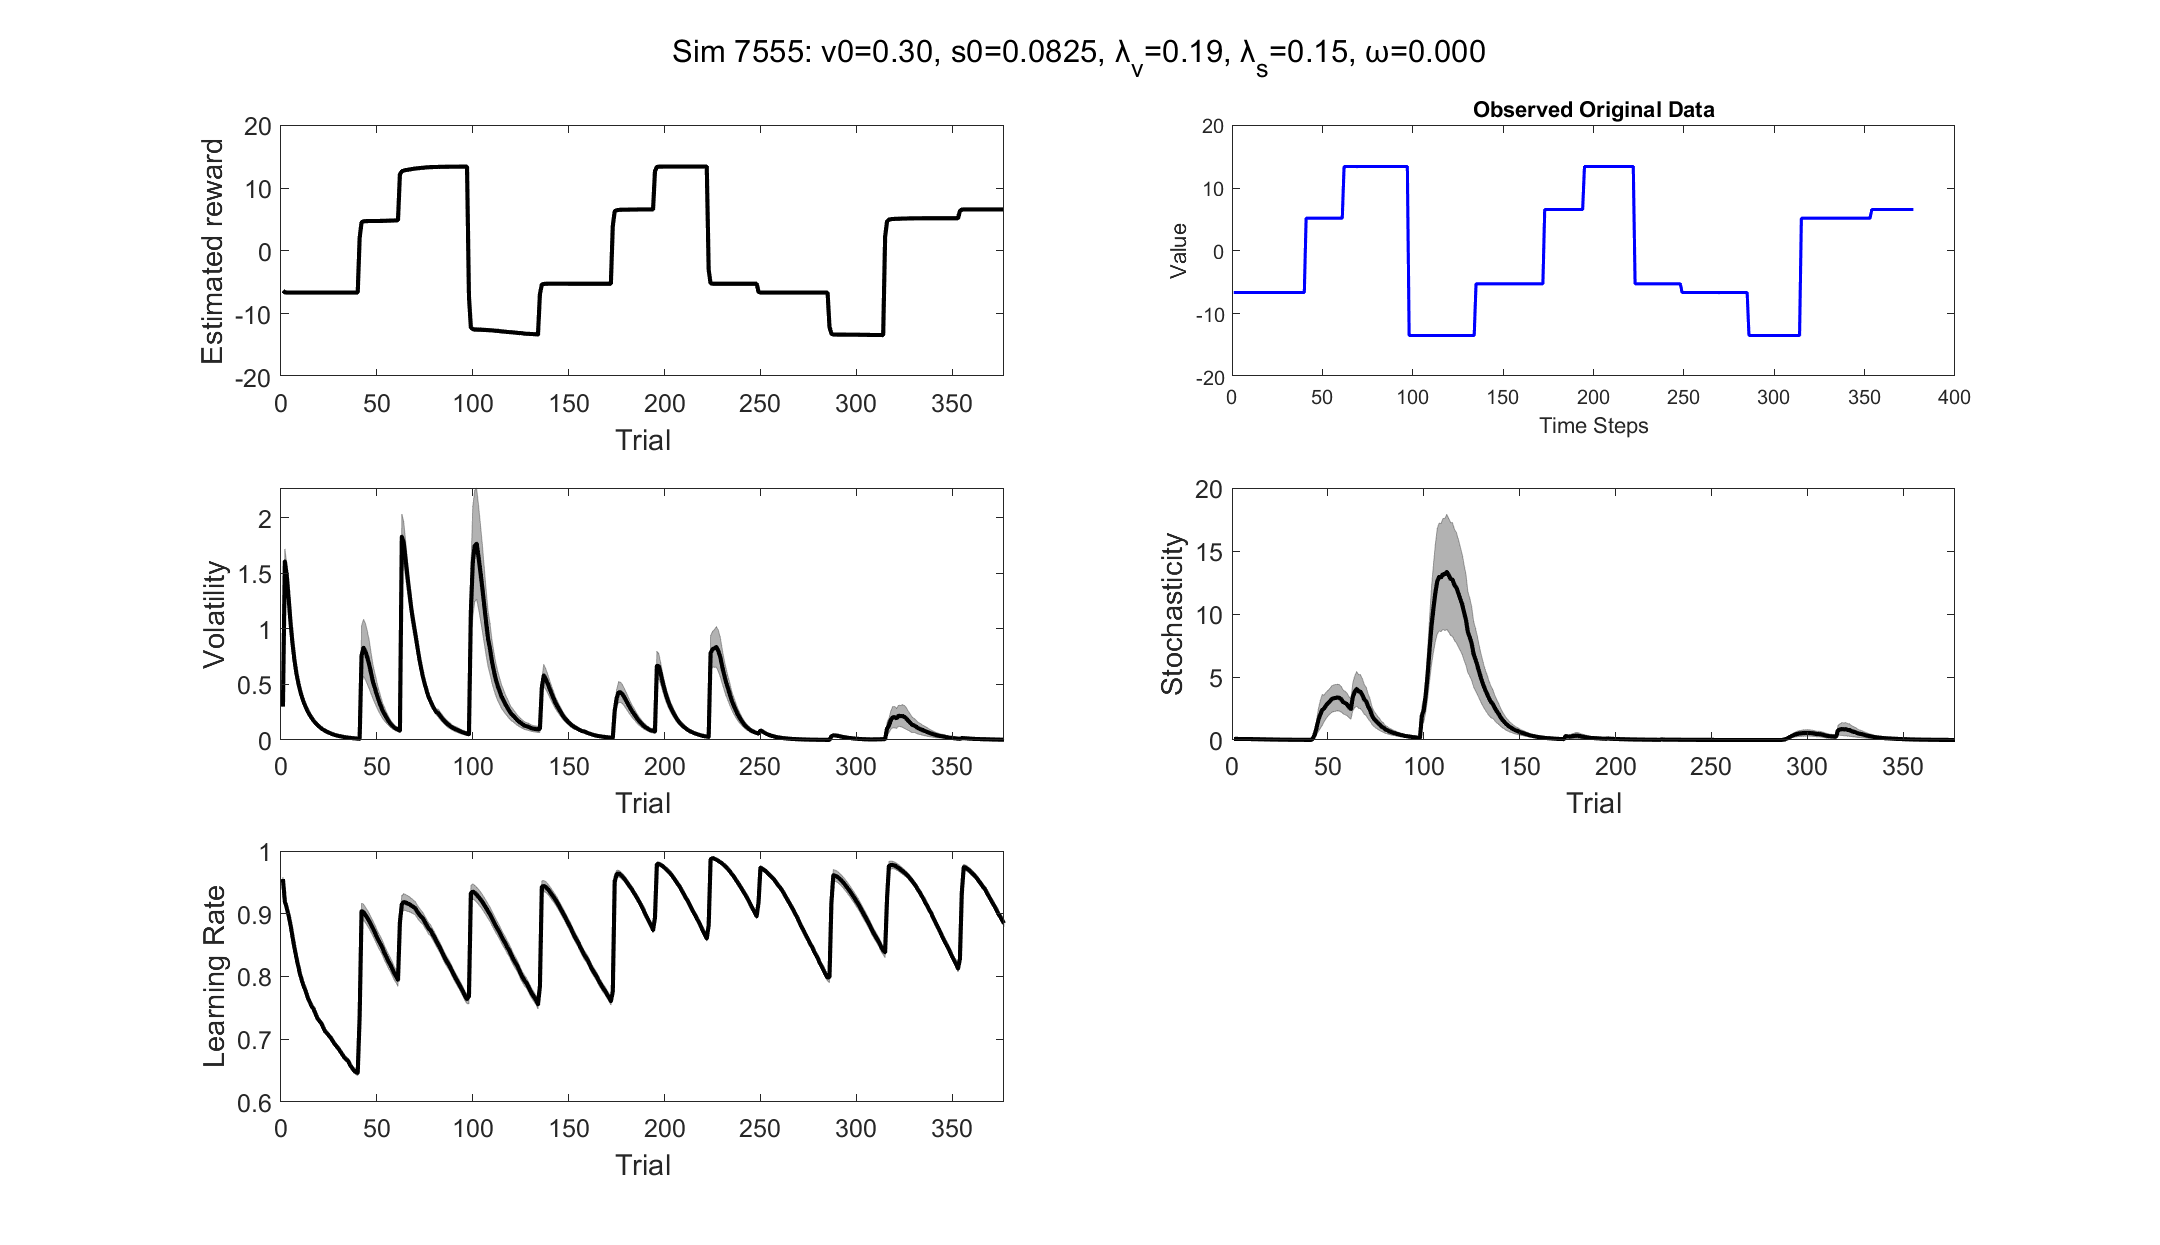 Sim 7555: v0=0.30, s0=0.0825, λv=0.19, λs=0.15, ω=0.000
20
10
0
-10
-20
Estimated reward
0 50 100 150 200 250 300 350
Trial
Observed Original Data
20
10
0
-10
-20
Value
0 50 100 150 200 250 300 350 400
Time Steps
2
1.5
1
0.5
0
Volatility
0 50 100 150 200 250 300 350
Trial
20
15
10
5
0
Stochasticity
0 50 100 150 200 250 300 350
Trial
1
0.9
0.8
0.7
0.6
Learning Rate
0 50 100 150 200 250 300 350
Trial